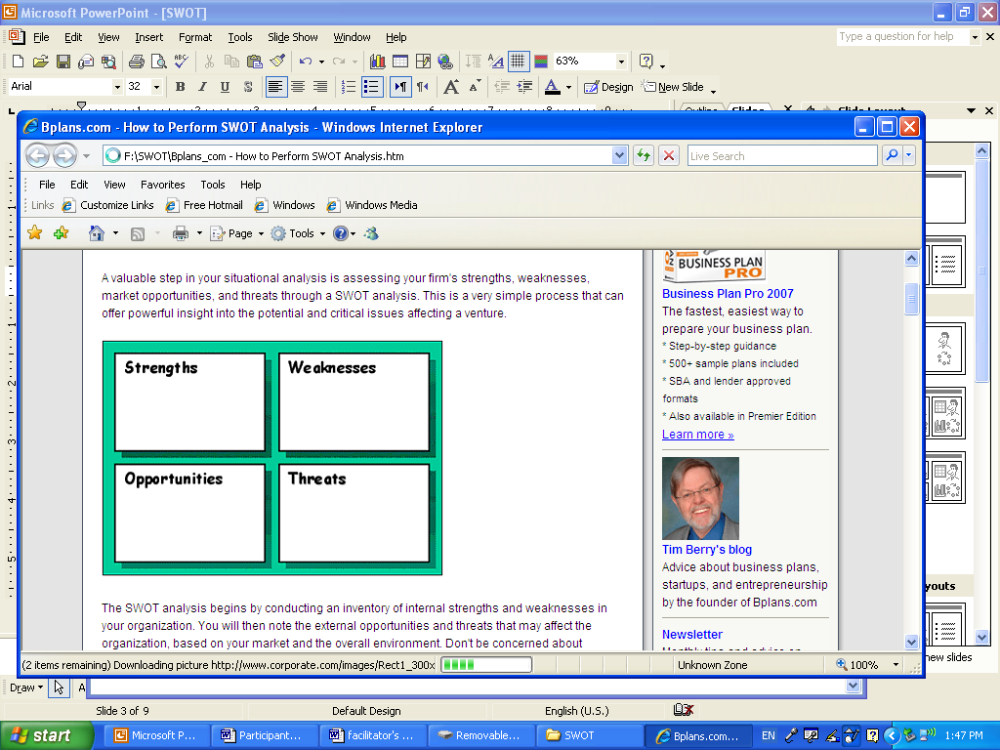 Microsoft PowerPoint - [SWOT]
File Edit View Insert Format Tools Slide Show Window Help
Type a question for help
63%
Arial 32 B I U S Design New Slide
Bplans.com - How to Perform SWOT Analysis - Windows Internet Explorer
F:\SWOT\Bplans_com - How to Perform SWOT Analysis.htm
Live Search
File Edit View Favorites Tools Help
Links Customize Links Free Hotmail Windows Windows Media
Page Tools
A valuable step in your situational analysis is assessing your firm's strengths, weaknesses,
market opportunities, and threats through a SWOT analysis. This is a very simple process that can
offer powerful insight into the potential and critical issues affecting a venture.
Strengths
Weaknesses
Opportunities
Threats
The SWOT analysis begins by conducting an inventory of internal strengths and weaknesses in
your organization. You will then note the external opportunities and threats that may affect the
organization, based on your market and the overall environment. Don't be concerned about
BUSINESS PLAN
PRO
Business Plan Pro 2007
The fastest, easiest way to
prepare your business plan.
* Step-by-step guidance
* 500+ sample plans included
* SBA and lender approved
formats
* Also available in Premier Edition
Learn more »
Tim Berry's blog
Advice about business plans,
startups, and entrepreneurship
by the founder of Bplans.com
Newsletter
(2 items remaining) Downloading picture http://www.corporate.com/images/Rect1_300x
Unknown Zone
100%
Draw
Slide 3 of 9
Default Design
English (U.S.)
start
Microsoft P...
Participant...
facilitator's ...
Removable...
SWOT
Bplans.com...
EN
1:47 PM